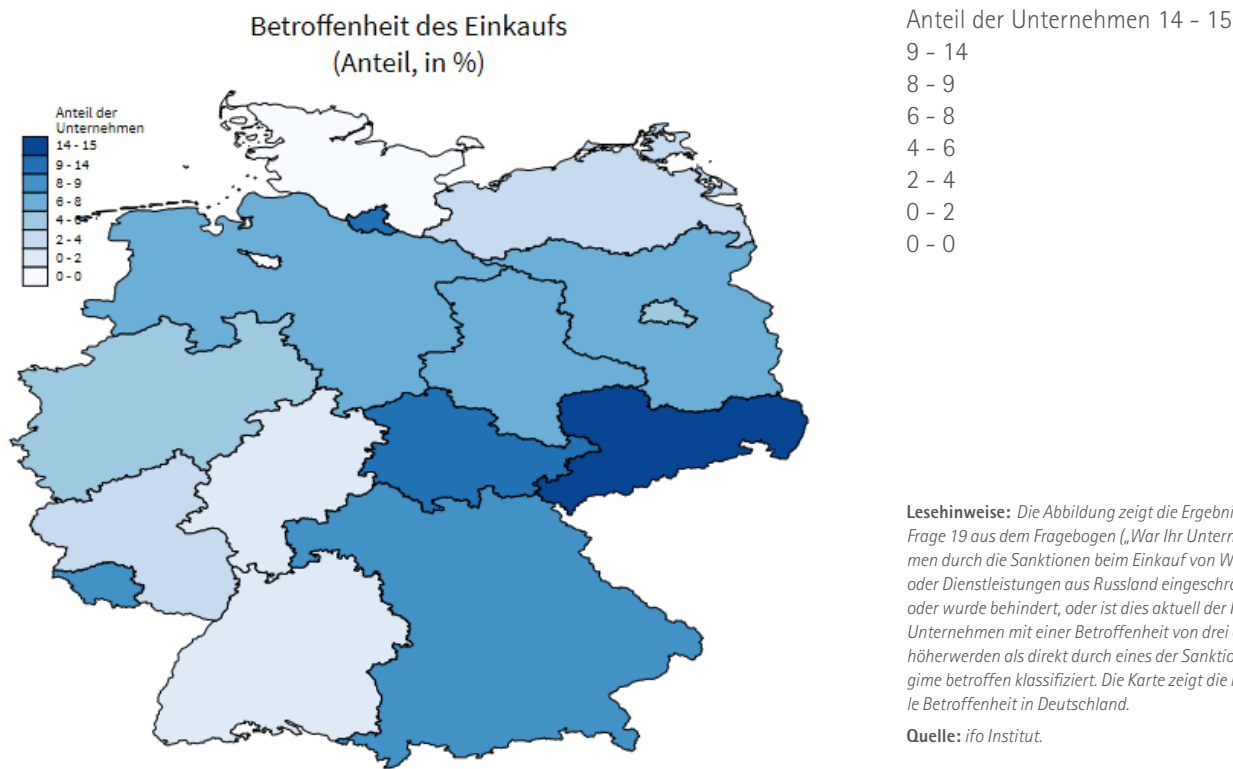 Betroffenheit des Einkaufs
(Anteil, in %)
Anteil der
Unternehmen
14 - 15
9 - 14
8 - 9
6 - 8
4 - 6
2 - 4
0 - 2
0 - 0
Anteil der Unternehmen 14 - 15
9 - 14
8 - 9
6 - 8
4 - 6
2 - 4
0 - 2
0 - 0
Lesehinweise: Die Abbildung zeigt die Ergebni
Frage 19 aus dem Fragebogen („War Ihr Untern
men durch die Sanktionen beim Einkauf von W
oder Dienstleistungen aus Russland eingeschr
oder wurde behindert, oder ist dies aktuell der
Unternehmen mit einer Betroffenheit von drei
höherwerden als direkt durch eines der Sanktio
gime betroffen klassifiziert. Die Karte zeigt die
le Betroffenheit in Deutschland.
Quelle: ifo Institut.